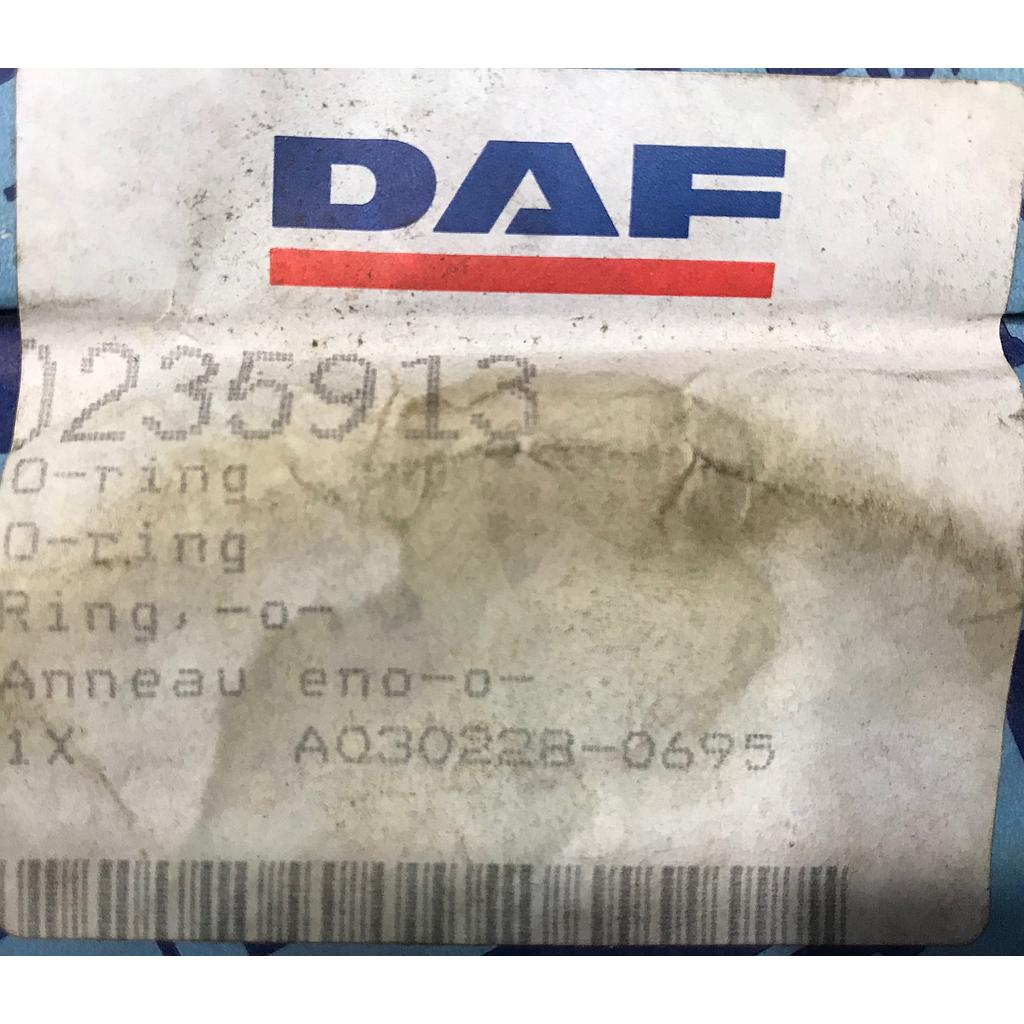 DAF
0235913
O-ring
O-ring
Ring,-o-
Anneau eno-o-
1X A030228-0695